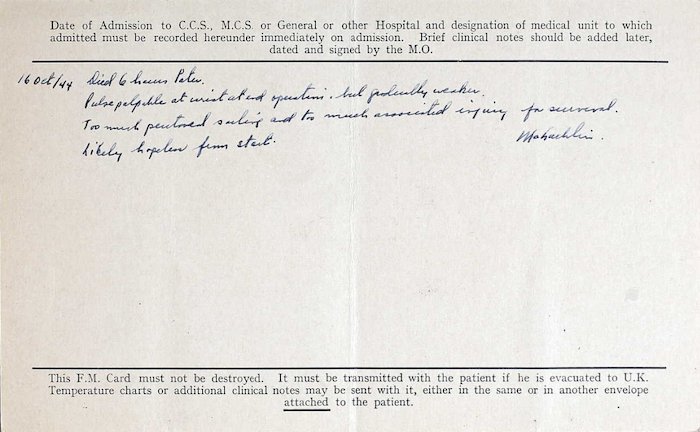 Date of Admission to C.C.S., M.C.S. or General or other Hospital and designation of medical unit to which
admitted must be recorded hereunder immediately on admission. Brief clinical notes should be added later,
dated and signed by the M.O.
16 Oct/44 Died 6 hours later.
Pulse palpable at wrist at end operation. but gradually weaker.
Too much peritoneal soiling and too much associated injury for survival.
Likely hopeless from start.
This F.M. Card must not be destroyed. It must be transmitted with the patient if he is evacuated to U.K.
Temperature charts or additional clinical notes may be sent with it, either in the same or in another envelope
attached to the patient.